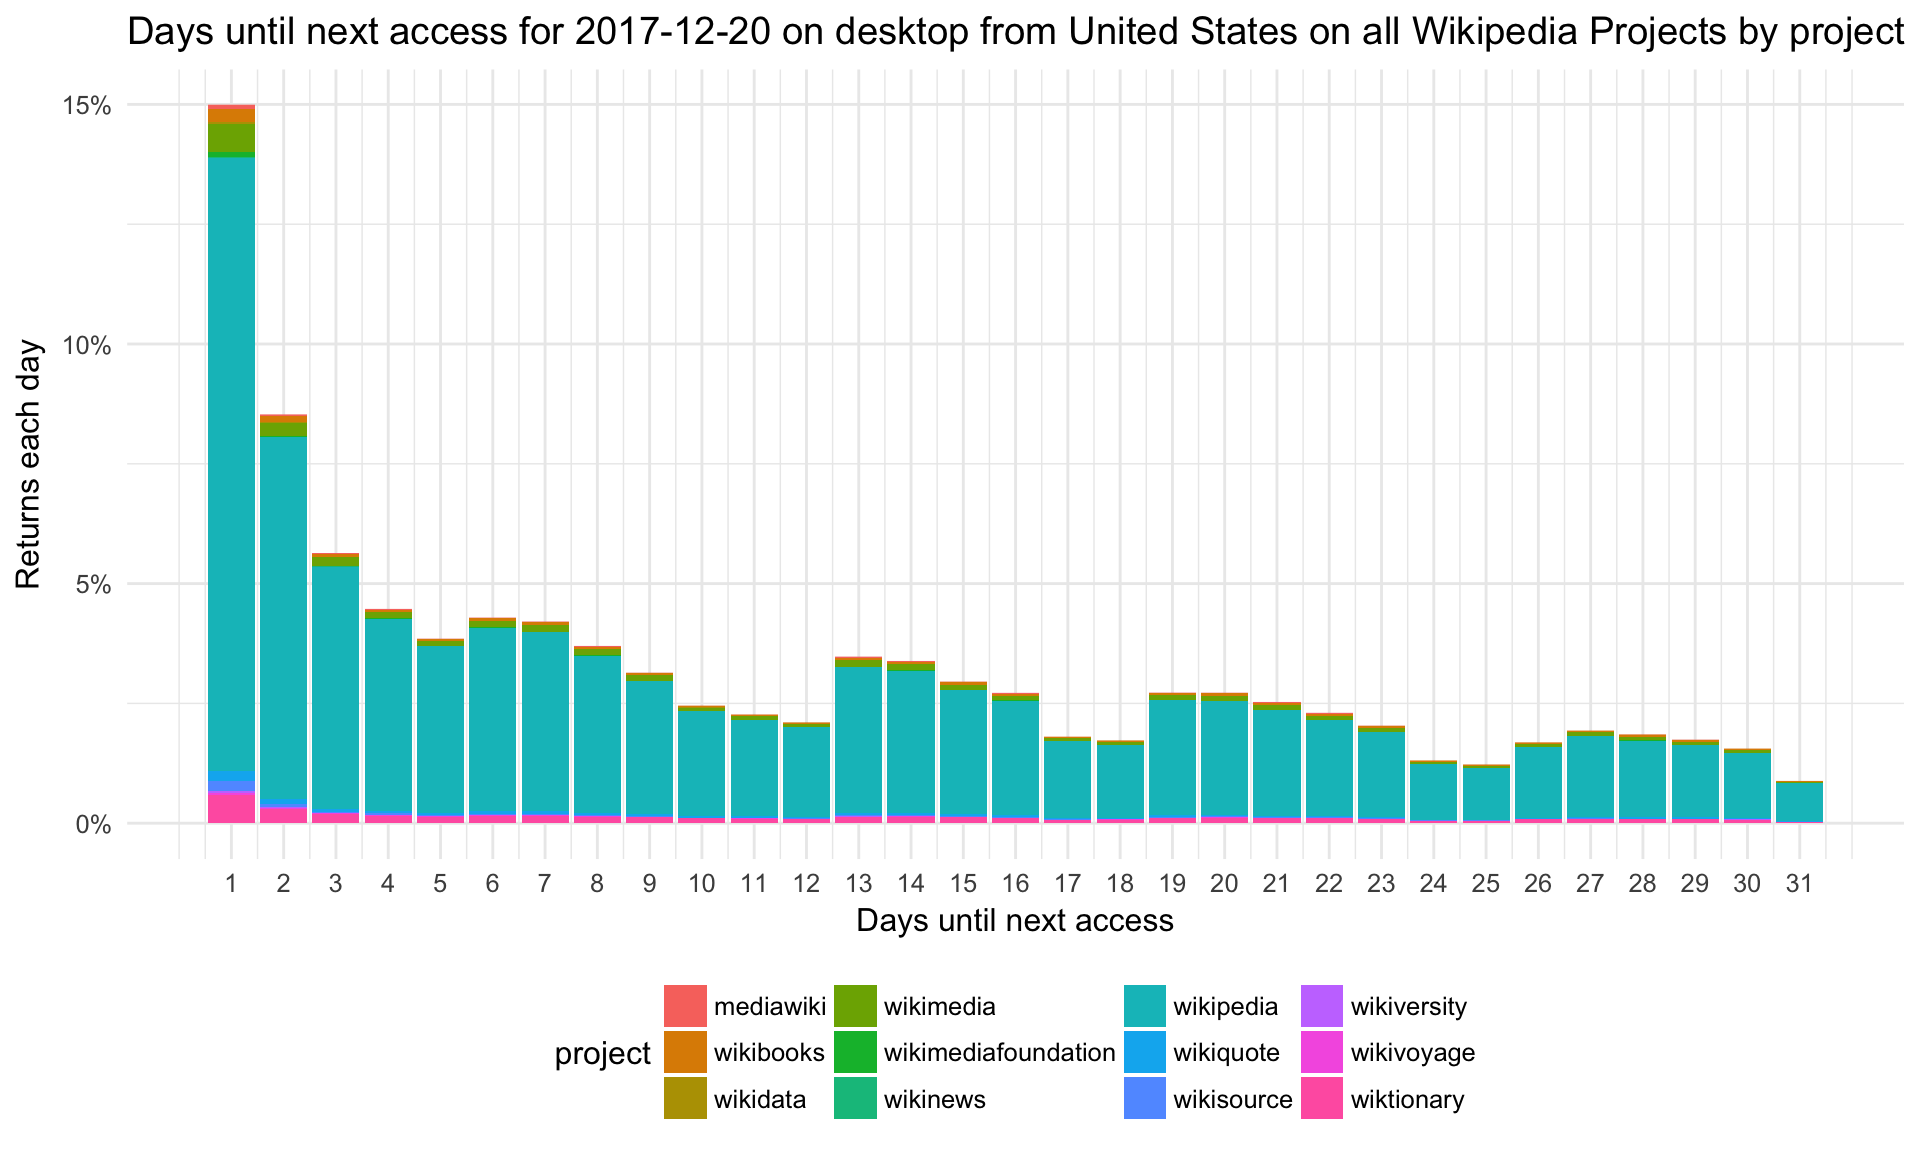 Days until next access for 2017-12-20 on desktop from United States on all Wikipedia Projects by project
Returns each day
15%
10%
5%
0%
1 2 3 4 5 6 7 8 9 10 11 12 13 14 15 16 17 18 19 20 21 22 23 24 25 26 27 28 29 30 31
Days until next access
project
mediawiki wikimedia wikipedia wikiversity
wikibooks wikimediafoundation wikiquote wikivoyage
wikidata wikinews wikisource wiktionary